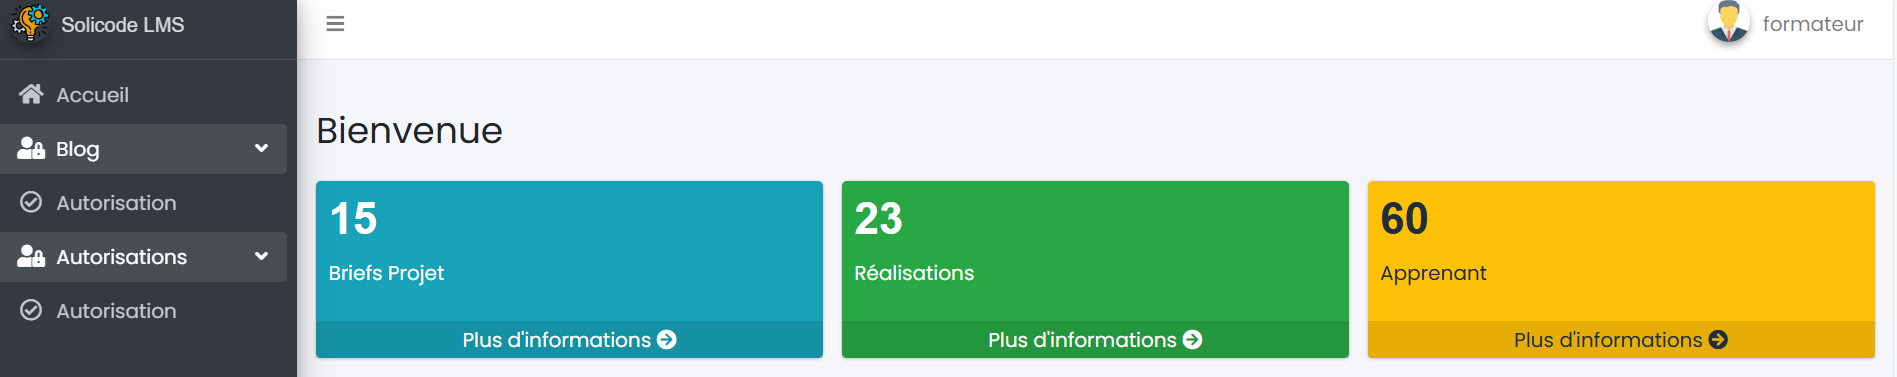 Solicode LMS
formateur
Accueil
Blog
Autorisation
Autorisations
Autorisation
Bienvenue
15
Briefs Projet
Plus d'informations
23
Réalisations
Plus d'informations
60
Apprenant
Plus d'informations